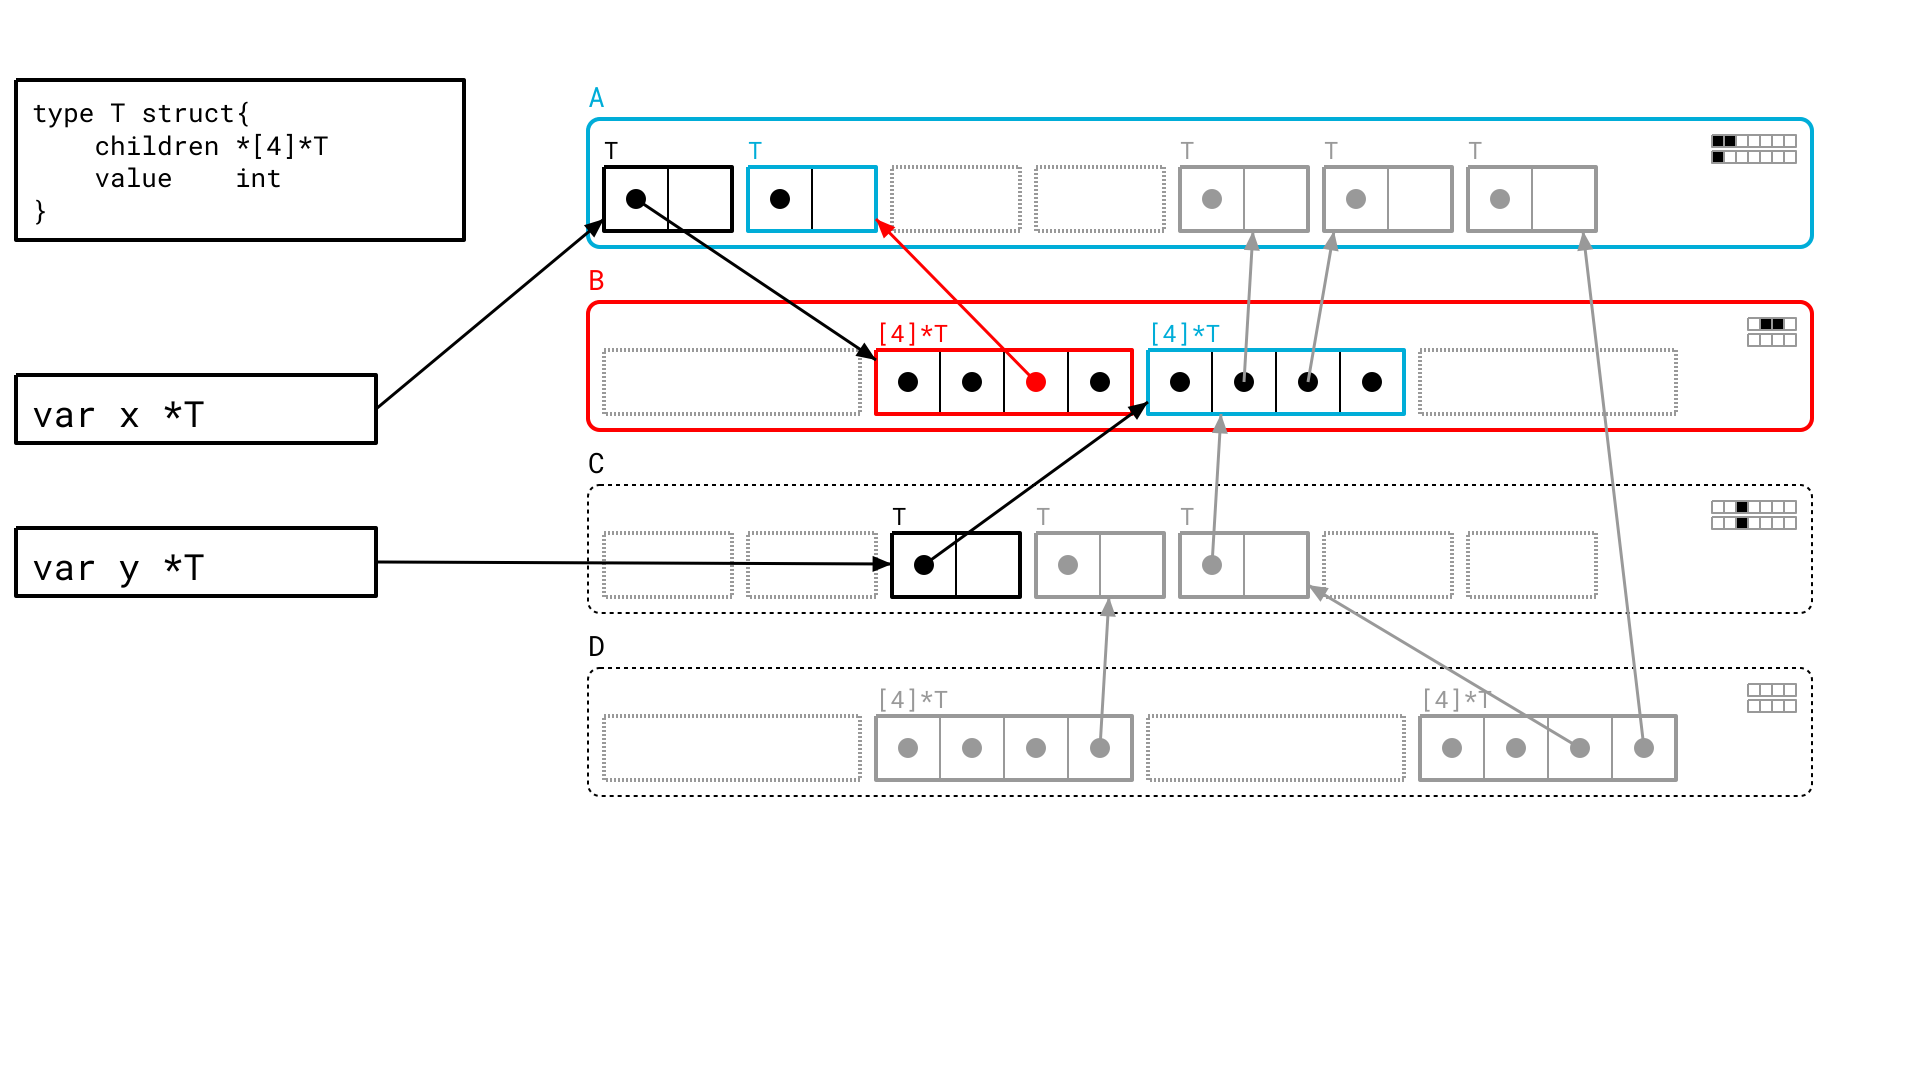 type T struct{
    children *[4]*T
    value    int
}
var x *T
var y *T
A
T T T T T
B
[4]*T [4]*T
C
T T T
D
[4]*T [4]*T